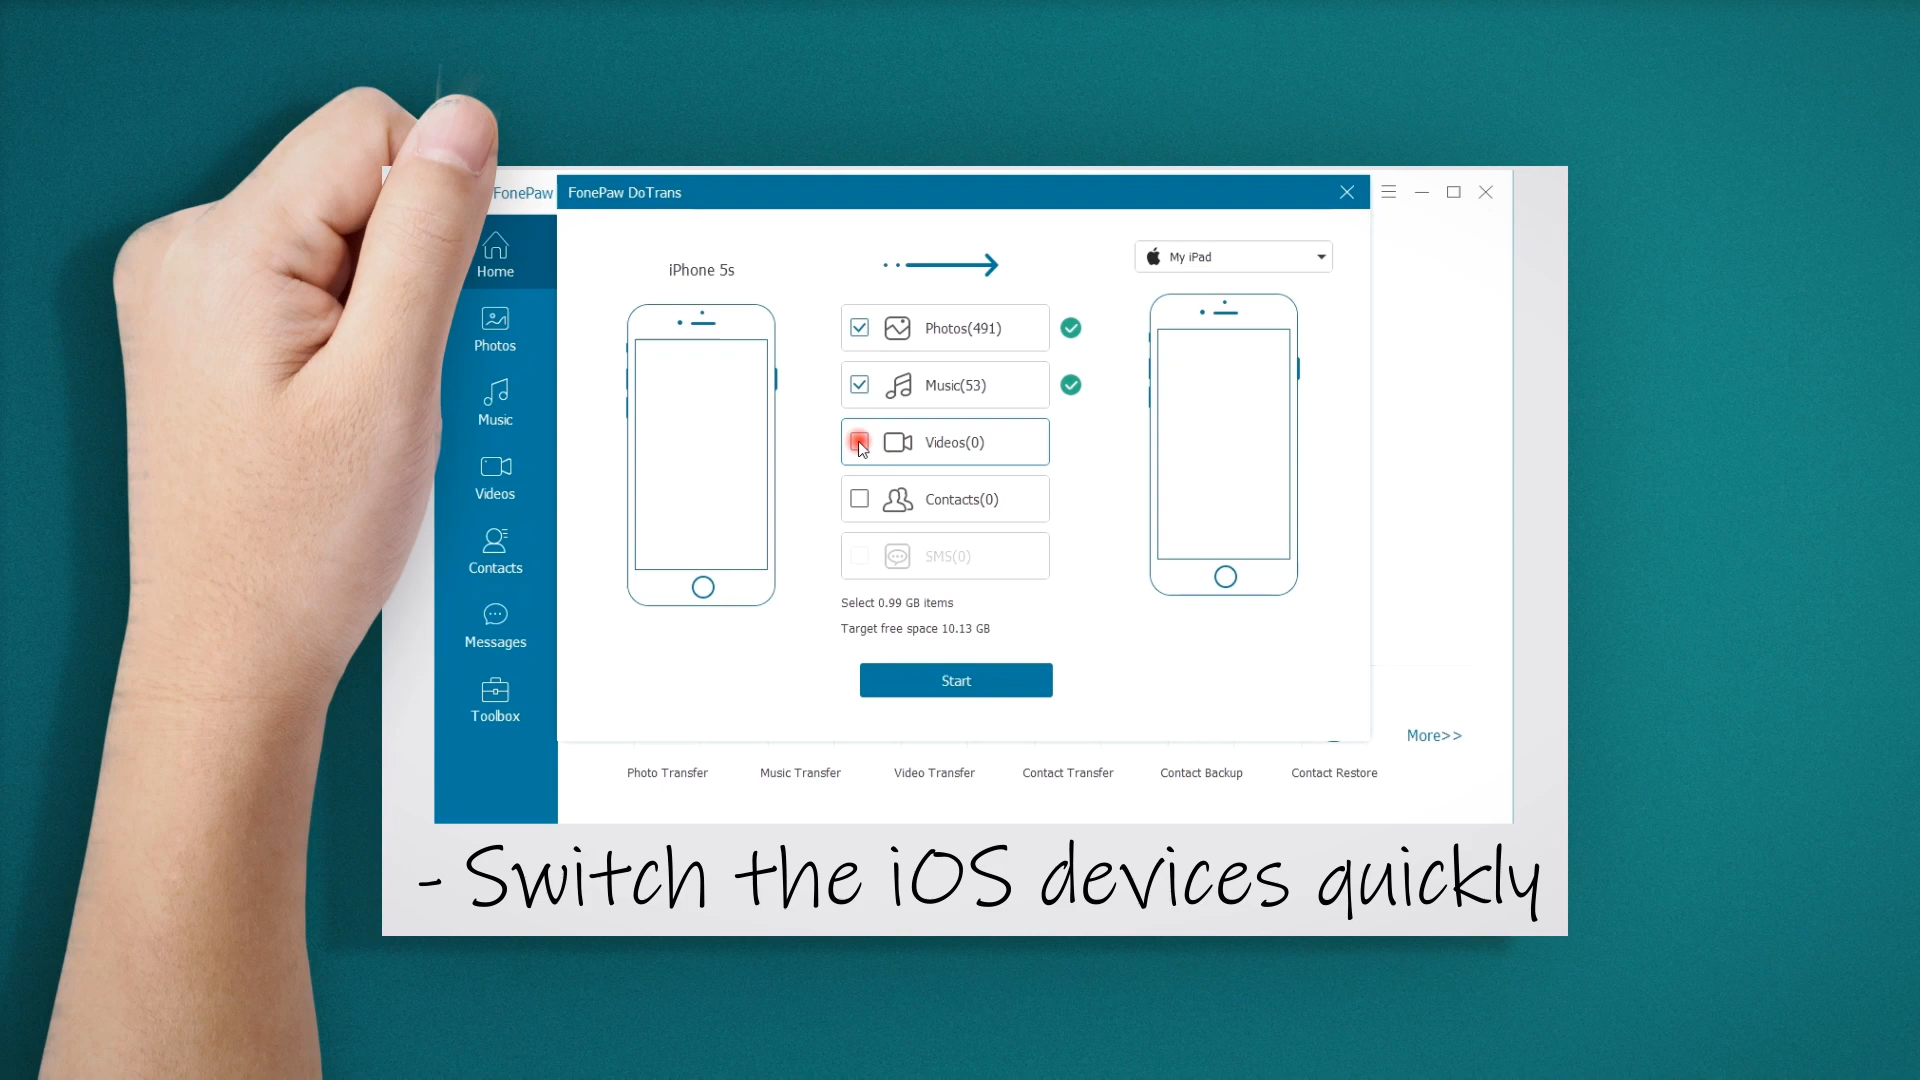 FonePaw
FonePaw DoTrans
Home
Photos
Music
Videos
Contacts
Messages
Toolbox
iPhone 5s
My iPad
Photos(491)
Music(53)
Videos(0)
Contacts(0)
SMS(0)
Select 0.99 GB items
Target free space 10.13 GB
Start
More>>
Photo Transfer
Music Transfer
Video Transfer
Contact Transfer
Contact Backup
Contact Restore
- Switch the iOS devices quickly